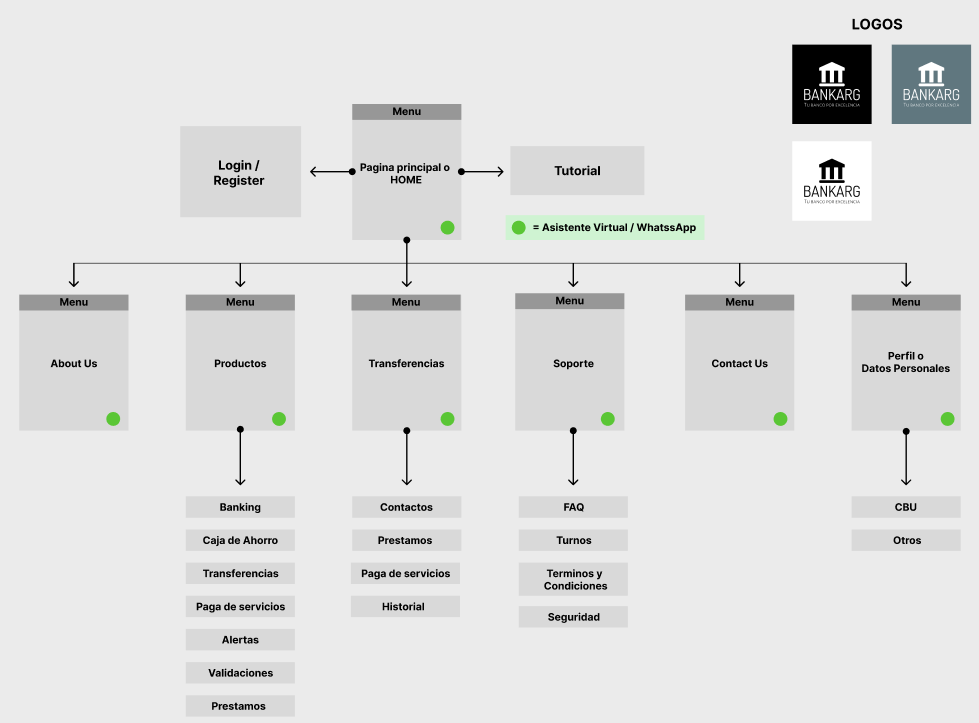 LOGOS
BANKARG
TU BANCO POR EXCELENCIA
BANKARG
TU BANCO POR EXCELENCIA
BANKARG
TU BANCO POR EXCELENCIA
Menu
Login /
Register
Pagina principal o
HOME
Tutorial
= Asistente Virtual / WhatssApp
Menu
Menu
Menu
Menu
Menu
Menu
About Us
Productos
Transferencias
Soporte
Contact Us
Perfil o
Datos Personales
Banking
Caja de Ahorro
Transferencias
Paga de servicios
Alertas
Validaciones
Prestamos
Contactos
Prestamos
Paga de servicios
Historial
FAQ
Turnos
Terminos y
Condiciones
Seguridad
CBU
Otros